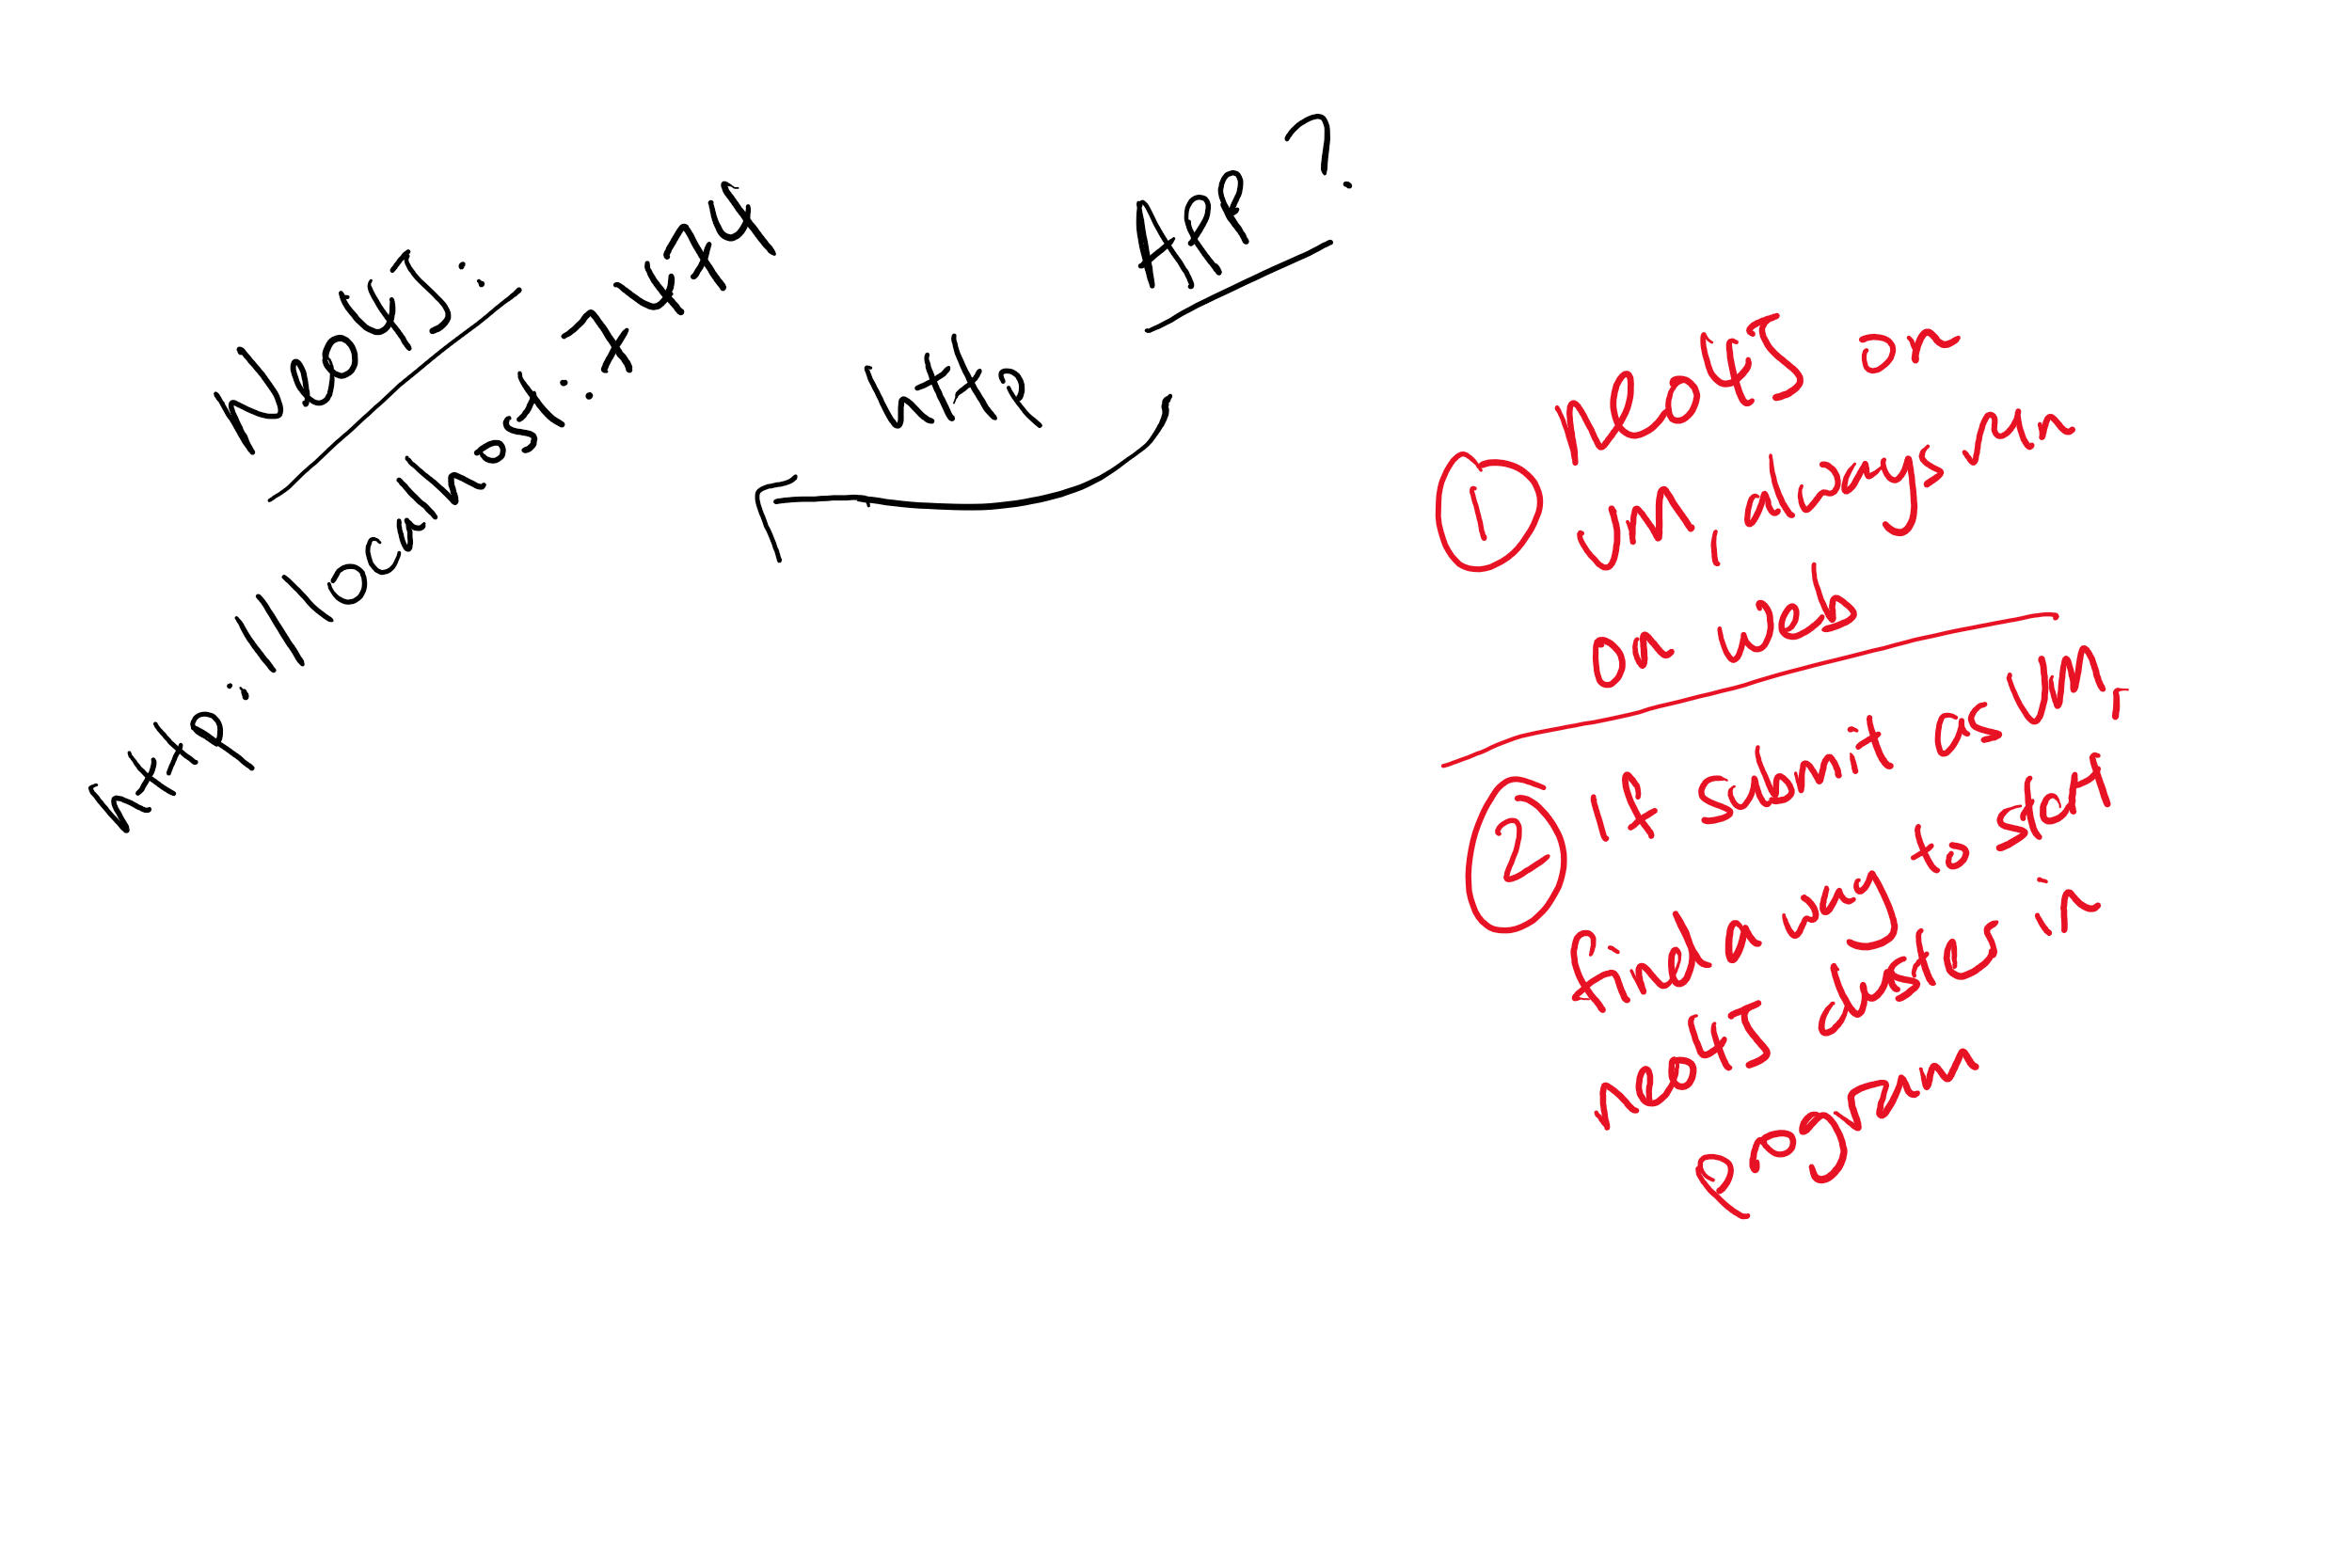 Neo4J:
http://localhost:7474
APP?
http
① neo4J on
VM, always run
on web
② If submit as VM,
find a way to start
neo4J cluster in
program